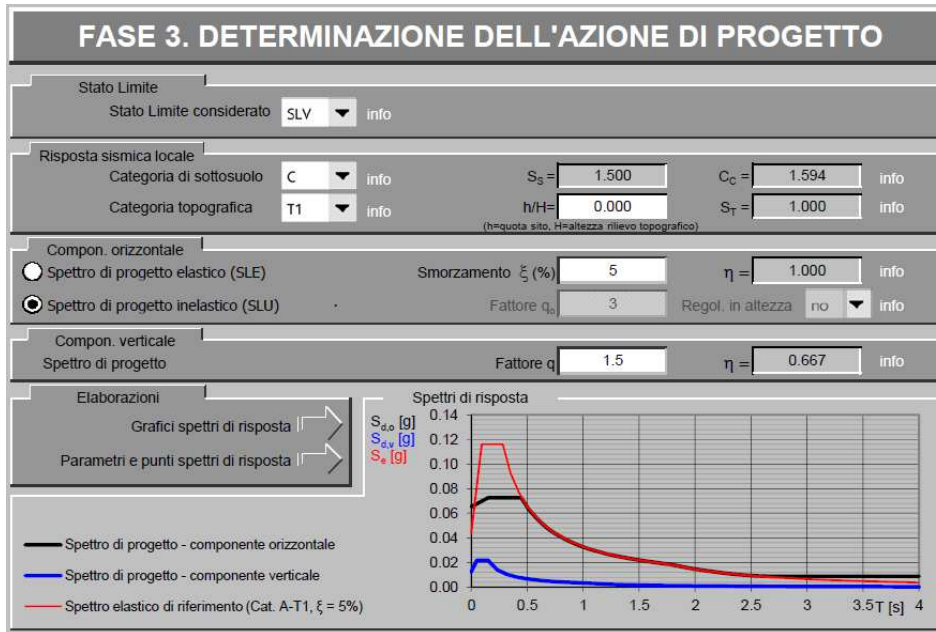 FASE 3. DETERMINAZIONE DELL'AZIONE DI PROGETTO
Stato Limite
Stato Limite considerato SLV info
Risposta sismica locale
Categoria di sottosuolo C info S_S = 1.500 C_C = 1.594 info
Categoria topografica T1 info h/H= 0.000 S_T = 1.000 info
(h=quota sito, H=altezza rilievo topografico)
Compon. orizzontale
Spettro di progetto elastico (SLE) Smorzamento ξ (%) 5 η = 1.000 info
Spettro di progetto inelastico (SLU) Fattore q_o 3 Regol. in altezza no info
Compon. verticale
Spettro di progetto Fattore q 1.5 η = 0.667 info
Elaborazioni
Grafici spettri di risposta
Parametri e punti spettri di risposta
Spettri di risposta
S_d,o [g]
S_d,v [g]
S_e [g]
0.14
0.12
0.10
0.08
0.06
0.04
0.02
0.00
0 0.5 1 1.5 2 2.5 3 3.5 T [s] 4
Spettro di progetto - componente orizzontale
Spettro di progetto - componente verticale
Spettro elastico di riferimento (Cat. A-T1, ξ = 5%)